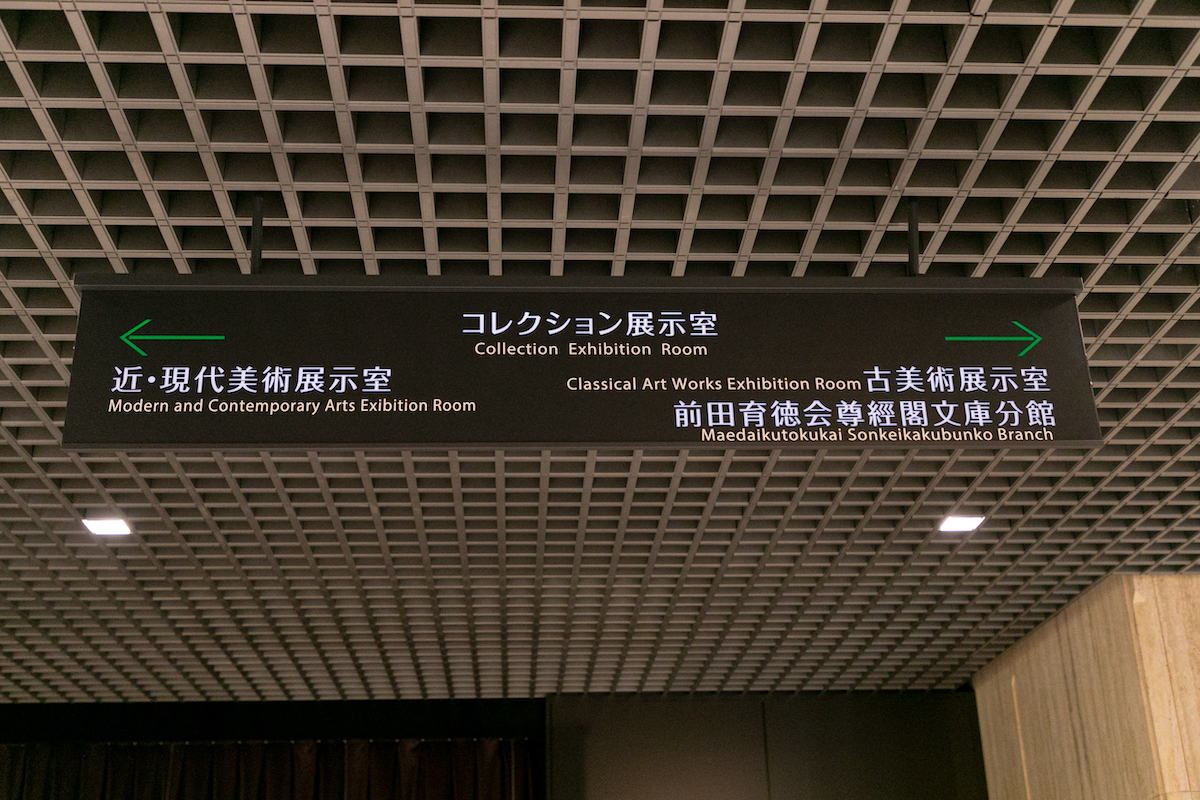 コレクション展示室
Collection Exhibition Room
近・現代美術展示室
Modern and Contemporary Arts Exibition Room
Classical Art Works Exhibition Room 古美術展示室
前田育徳会尊經閣文庫分館
Maedaikutokukai Sonkeikakubunko Branch